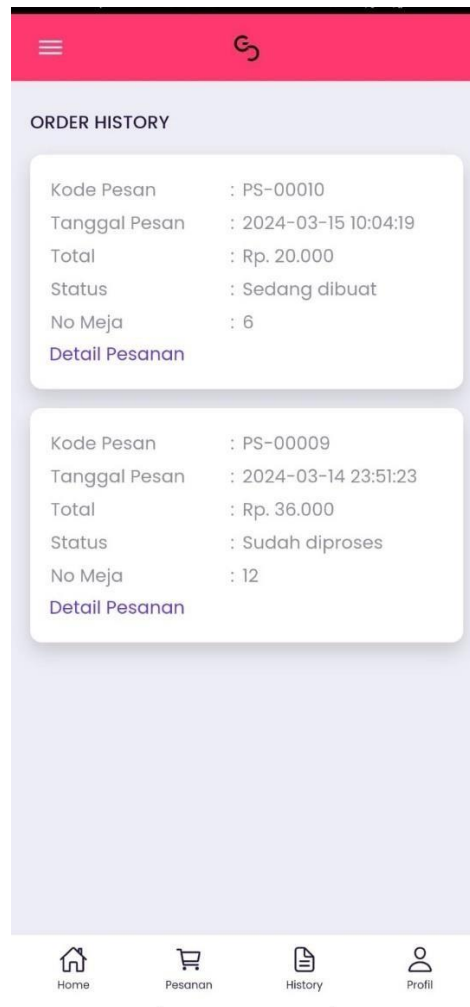 ORDER HISTORY
Kode Pesan : PS-00010
Tanggal Pesan : 2024-03-15 10:04:19
Total : Rp. 20.000
Status : Sedang dibuat
No Meja : 6
Detail Pesanan
Kode Pesan : PS-00009
Tanggal Pesan : 2024-03-14 23:51:23
Total : Rp. 36.000
Status : Sudah diproses
No Meja : 12
Detail Pesanan
Home Pesanan History Profil